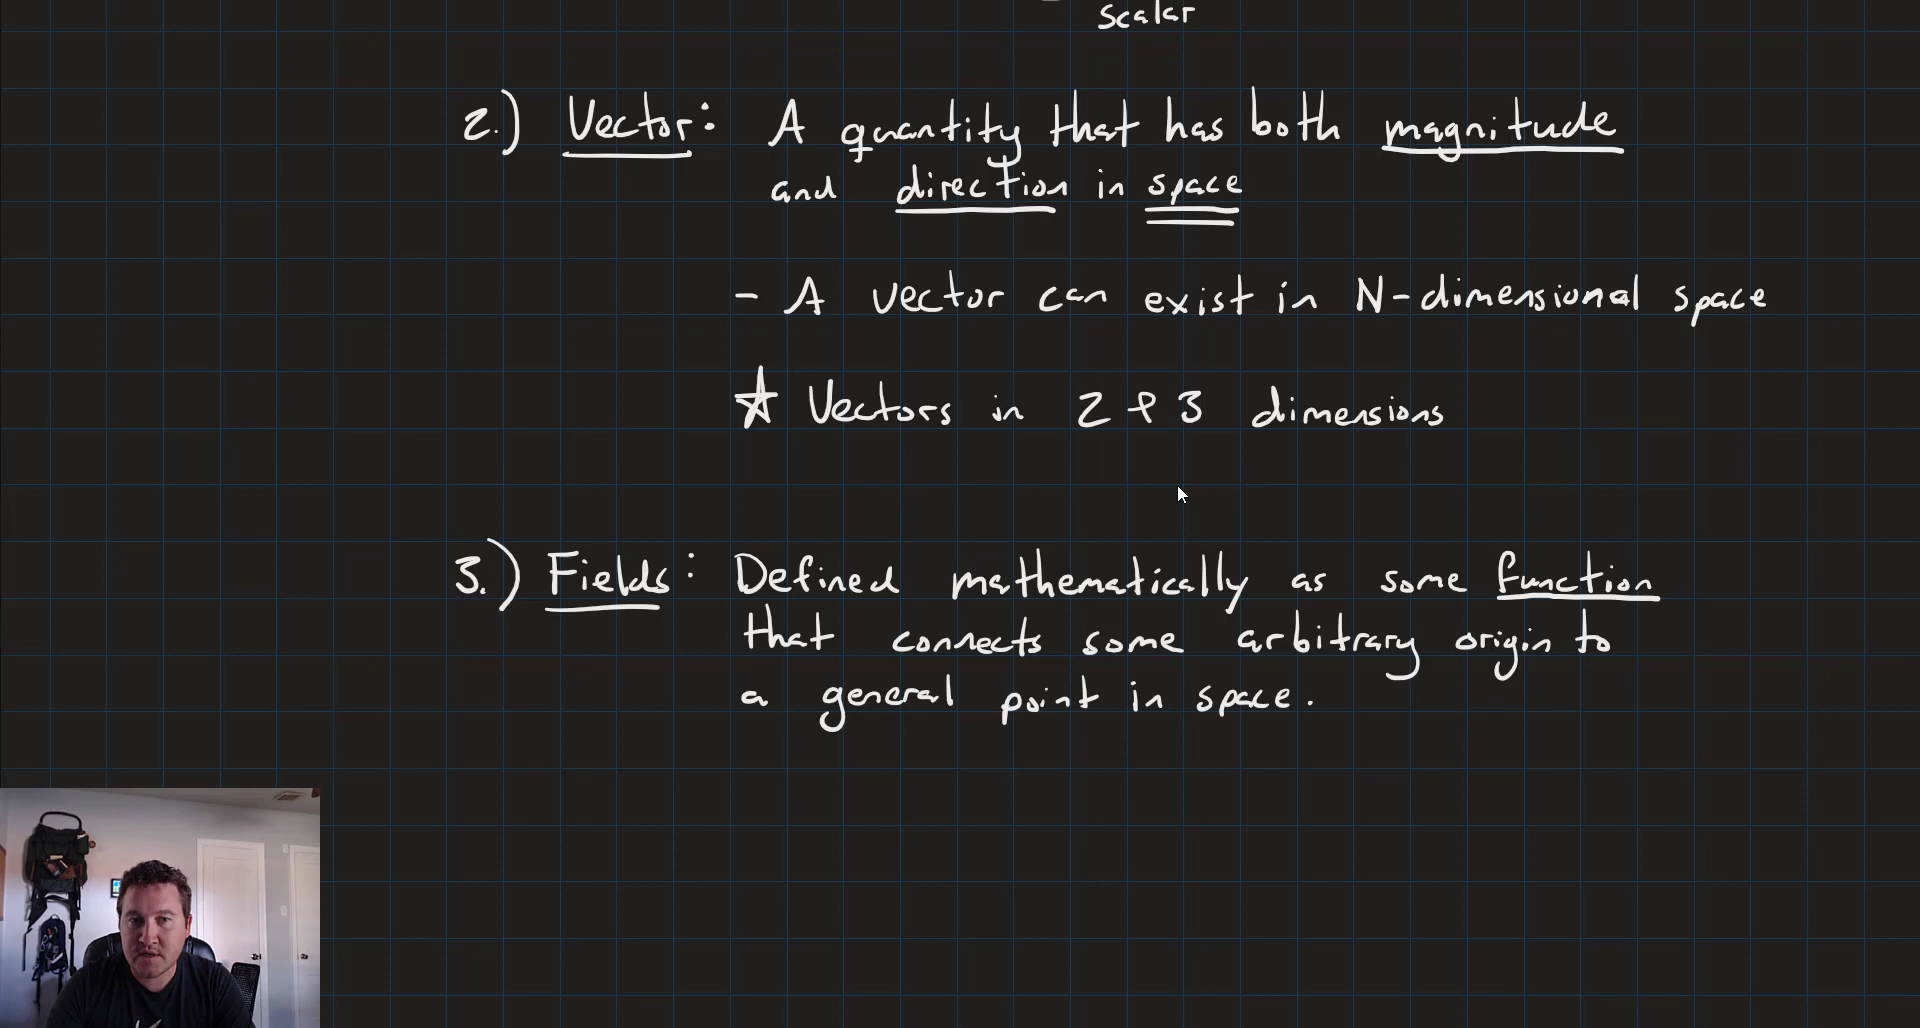 scalar
2.) Vector: A quantity that has both magnitude
and direction in space
- A vector can exist in N-dimensional space
☆ Vectors in 2 & 3 dimensions
3.) Fields: Defined mathematically as some function
that connects some arbitrary origin to
a general point in space.